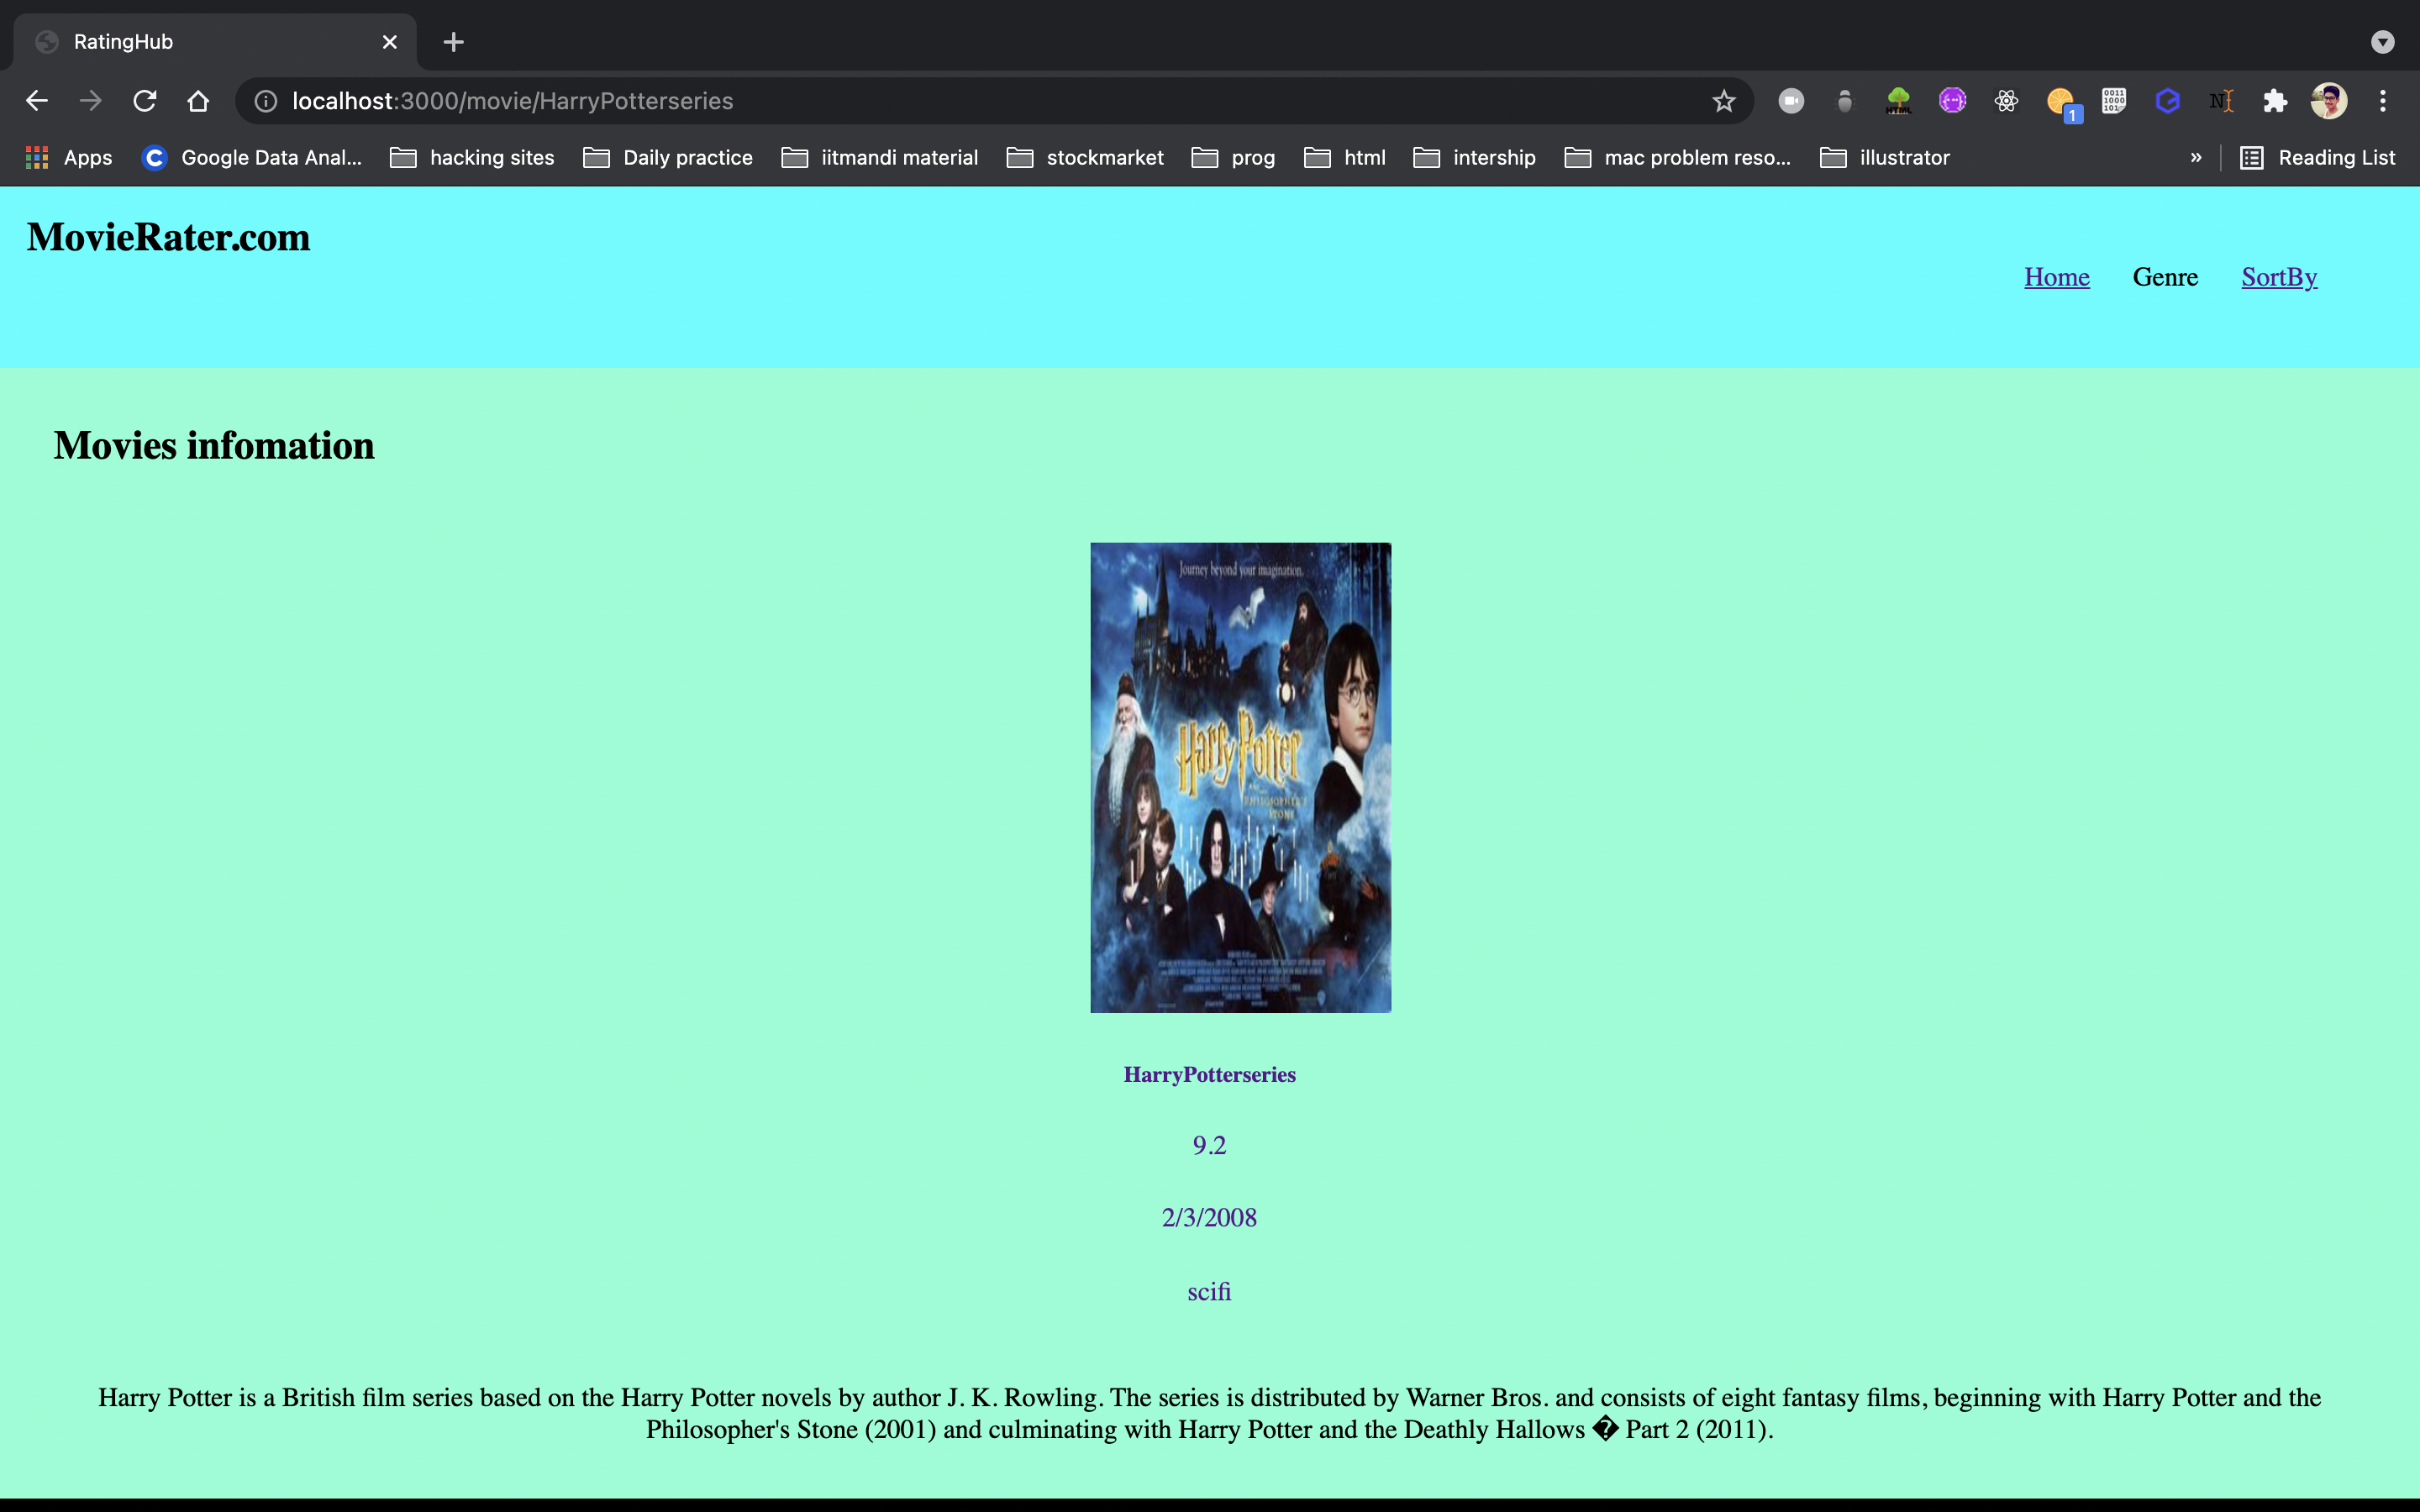 RatingHub
localhost:3000/movie/HarryPotterseries
1
Apps
Google Data Anal...
hacking sites
Daily practice
iitmandi material
stockmarket
prog
html
intership
mac problem reso...
illustrator
»
Reading List
MovieRater.com
Home
Genre
SortBy
Movies infomation
Journey beyond your imagination.
Harry Potter
AND THE
PHILOSOPHER'S
STONE
HarryPotterseries
9.2
2/3/2008
scifi
Harry Potter is a British film series based on the Harry Potter novels by author J. K. Rowling. The series is distributed by Warner Bros. and consists of eight fantasy films, beginning with Harry Potter and the
Philosopher's Stone (2001) and culminating with Harry Potter and the Deathly Hallows � Part 2 (2011).